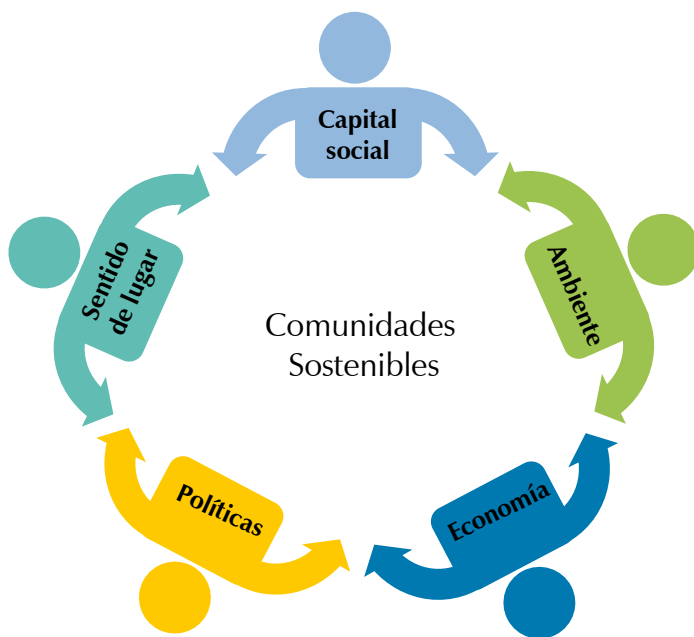 Capital
social
Ambiente
Economía
Políticas
Sentido
de lugar
Comunidades
Sostenibles